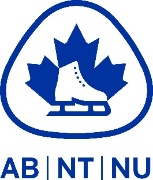 AB | NT | NU